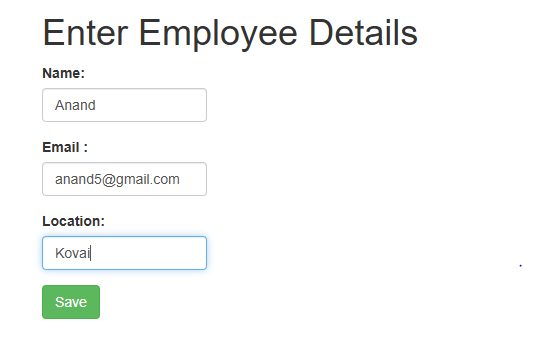 Enter Employee Details
Name:
Anand
Email :
anand5@gmail.com
Location:
Kovai
Save